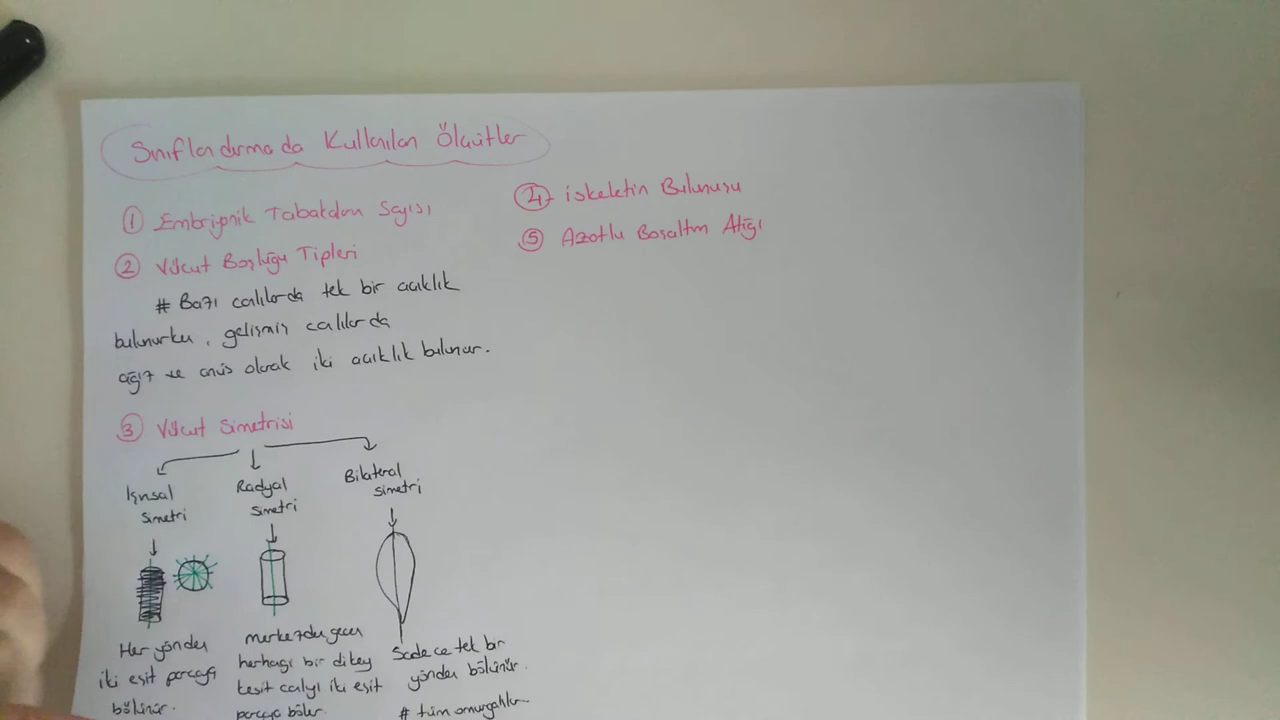 Sınıflandırmada Kullanılan Ölçütler
① Embriyonik Tabakaların Sayısı
② Vücut Boşluğu Tipleri
# Bazı canlılarda tek bir açıklık
bulunurken, gelişmiş canlılarda
ağız ve anüs olarak iki açıklık bulunur.
③ Vücut Simetrisi
Işınsal
Simetri
Radyal
Simetri
Bilateral
Simetri
Her yönden
iki eşit parçaya
bölünür.
merkezden geçen
herhangi bir dikey
kesit canlıyı iki eşit
parçaya böler.
Sadece tek bir
yönden bölünür.
# tüm omurgalılar
④ İskeletin Bulunuşu
⑤ Azotlu Boşaltım Atığı